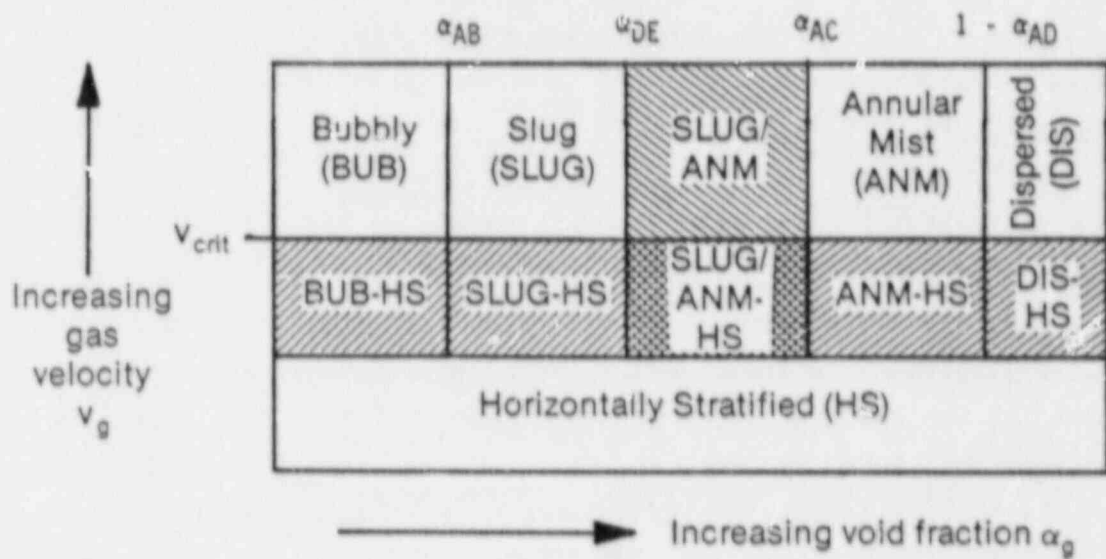 α_AB α_DE α_AC 1 - α_AD
Bubbly
(BUB)
Slug
(SLUG)
SLUG/
ANM
Annular
Mist
(ANM)
Dispersed
(DIS)
v_crit
BUB-HS
SLUG-HS
SLUG/
ANM-
HS
ANM-HS
DIS-
HS
Increasing
gas
velocity
v_g
Horizontally Stratified (HS)
Increasing void fraction α_g